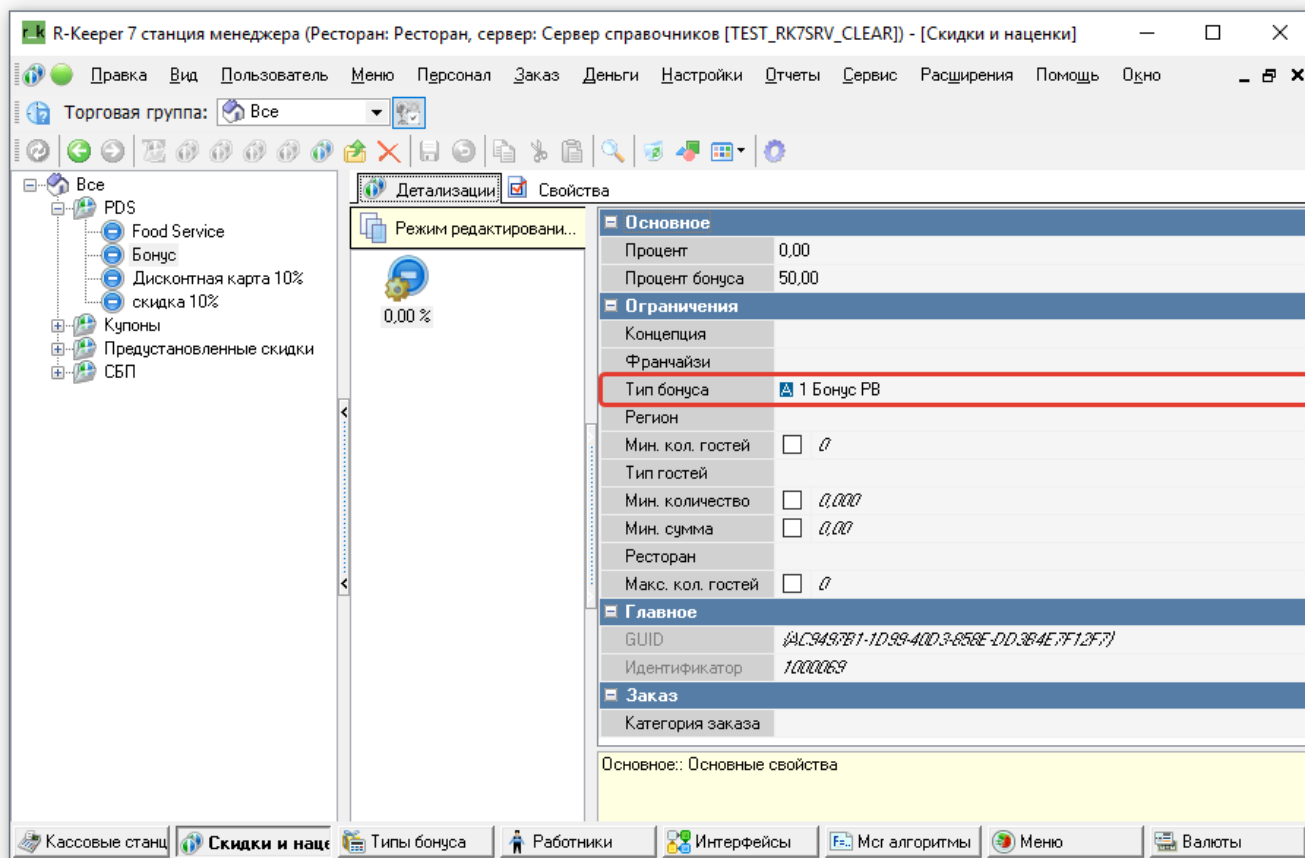 r_k R-Keeper 7 станция менеджера (Ресторан: Ресторан, сервер: Сервер справочников [TEST_RK7SRV_CLEAR]) - [Скидки и наценки]
Правка Вид Пользователь Меню Персонал Заказ Деньги Настройки Отчеты Сервис Расширения Помощь Окно
Торговая группа: Все
Все
PDS
Food Service
Бонус
Дисконтная карта 10%
скидка 10%
Купоны
Предустановленные скидки
СБП
Детализации Свойства
Режим редактировани...
0,00 %
Основное
Процент 0,00
Процент бонуса 50,00
Ограничения
Концепция
Франчайзи
Тип бонуса A 1 Бонус РВ
Регион
Мин. кол. гостей 0
Тип гостей
Мин. количество 0,000
Мин. сумма 0,00
Ресторан
Макс. кол. гостей 0
Главное
GUID {AC9497B1-1D99-40D3-858E-DD3B4E7F12F7}
Идентификатор 1000069
Заказ
Категория заказа
Основное:: Основные свойства
Кассовые станц Скидки и наце Типы бонуса Работники Интерфейсы Мcr алгоритмы Меню Валюты